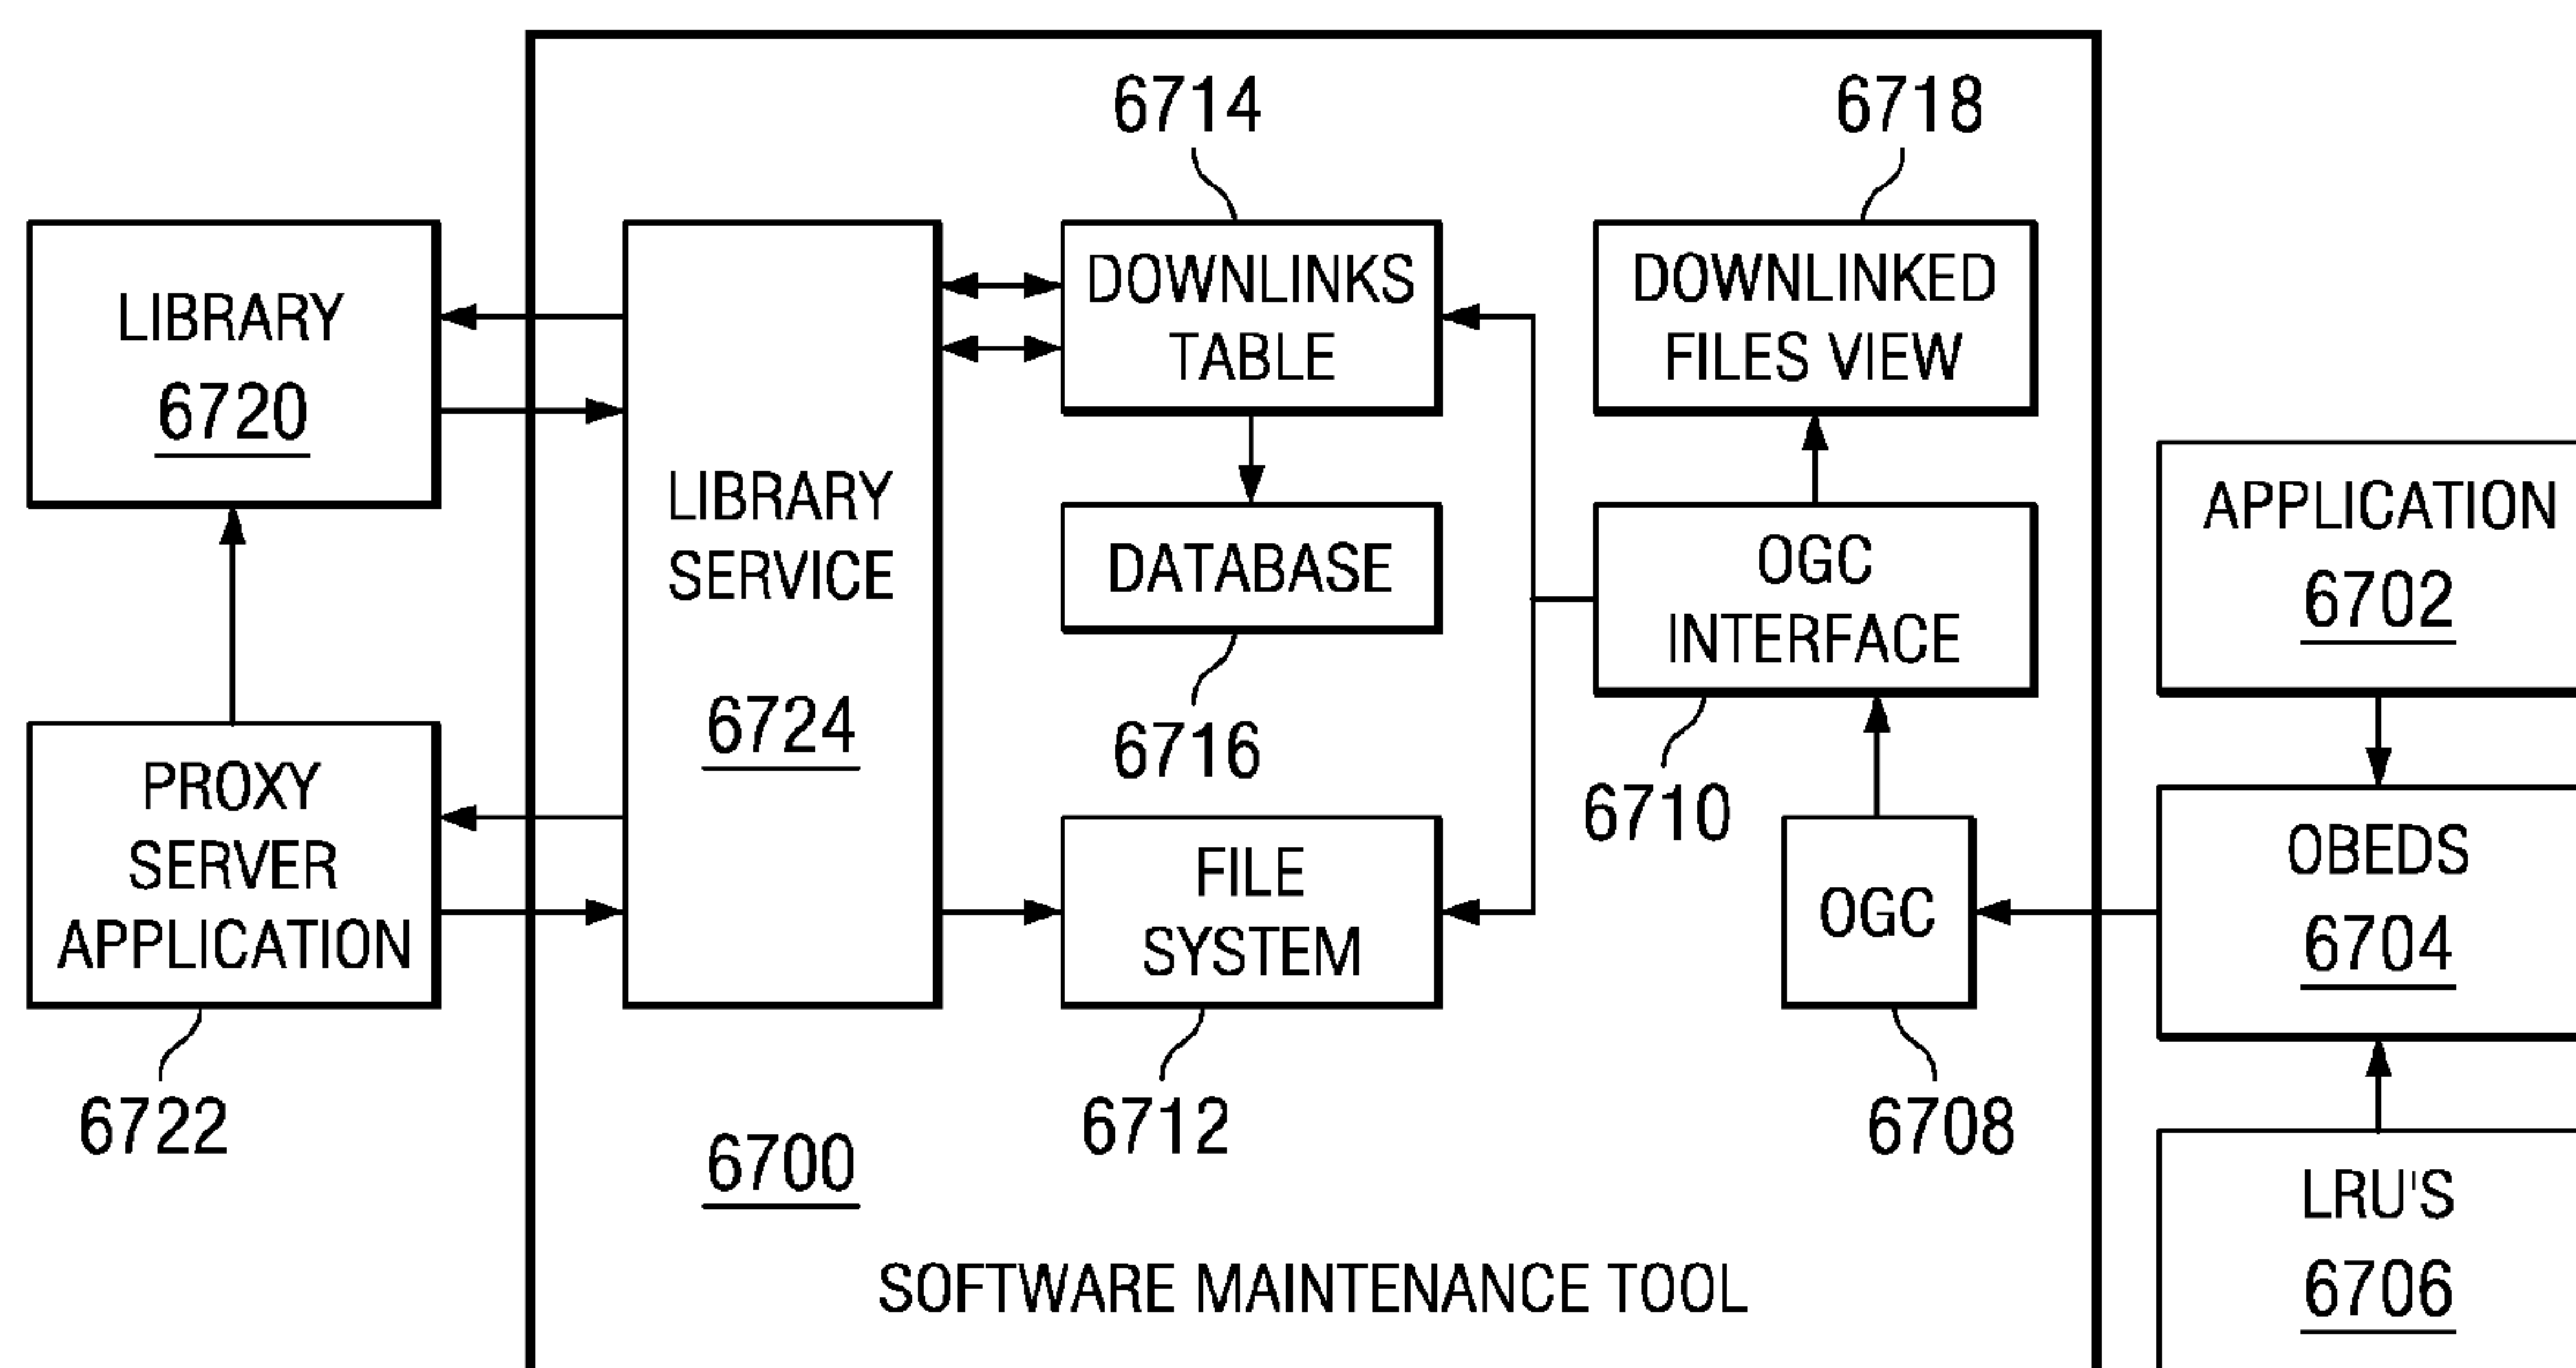 6714
6718
LIBRARY
6720
DOWNLINKS
TABLE
DOWNLINKED
FILES VIEW
LIBRARY
SERVICE
6724
DATABASE
6716
OGC
INTERFACE
6710
APPLICATION
6702
PROXY
SERVER
APPLICATION
6722
FILE
SYSTEM
6712
OGC
6708
OBEDS
6704
LRU'S
6706
6700
SOFTWARE MAINTENANCE TOOL